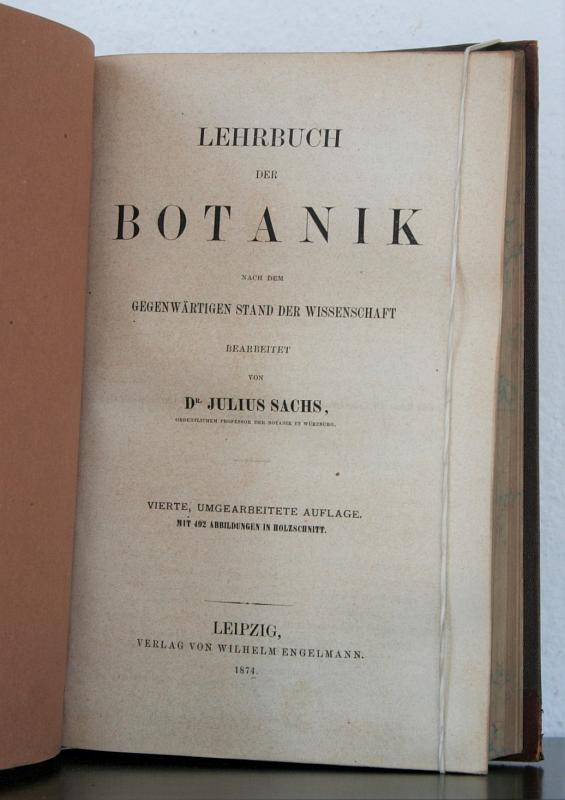 LEHRBUCH
DER
BOTANIK
NACH DEM
GEGENWÄRTIGEN STAND DER WISSENSCHAFT
BEARBEITET
VON
DR. JULIUS SACHS,
ORDENTLICHEM PROFESSOR DER BOTANIK IN WÜRZBURG.
VIERTE, UMGEARBEITETE AUFLAGE.
MIT 492 ABBILDUNGEN IN HOLZSCHNITT.
LEIPZIG,
VERLAG VON WILHELM ENGELMANN.
1874.